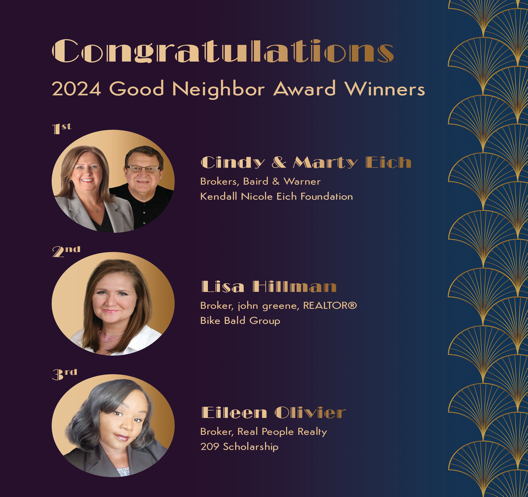 Congratulations
2024 Good Neighbor Award Winners
1st
Cindy & Marty Eich
Brokers, Baird & Warner
Kendall Nicole Eich Foundation
2nd
Lisa Hillman
Broker, john greene, REALTOR®
Bike Bald Group
3rd
Eileen Olivier
Broker, Real People Realty
209 Scholarship